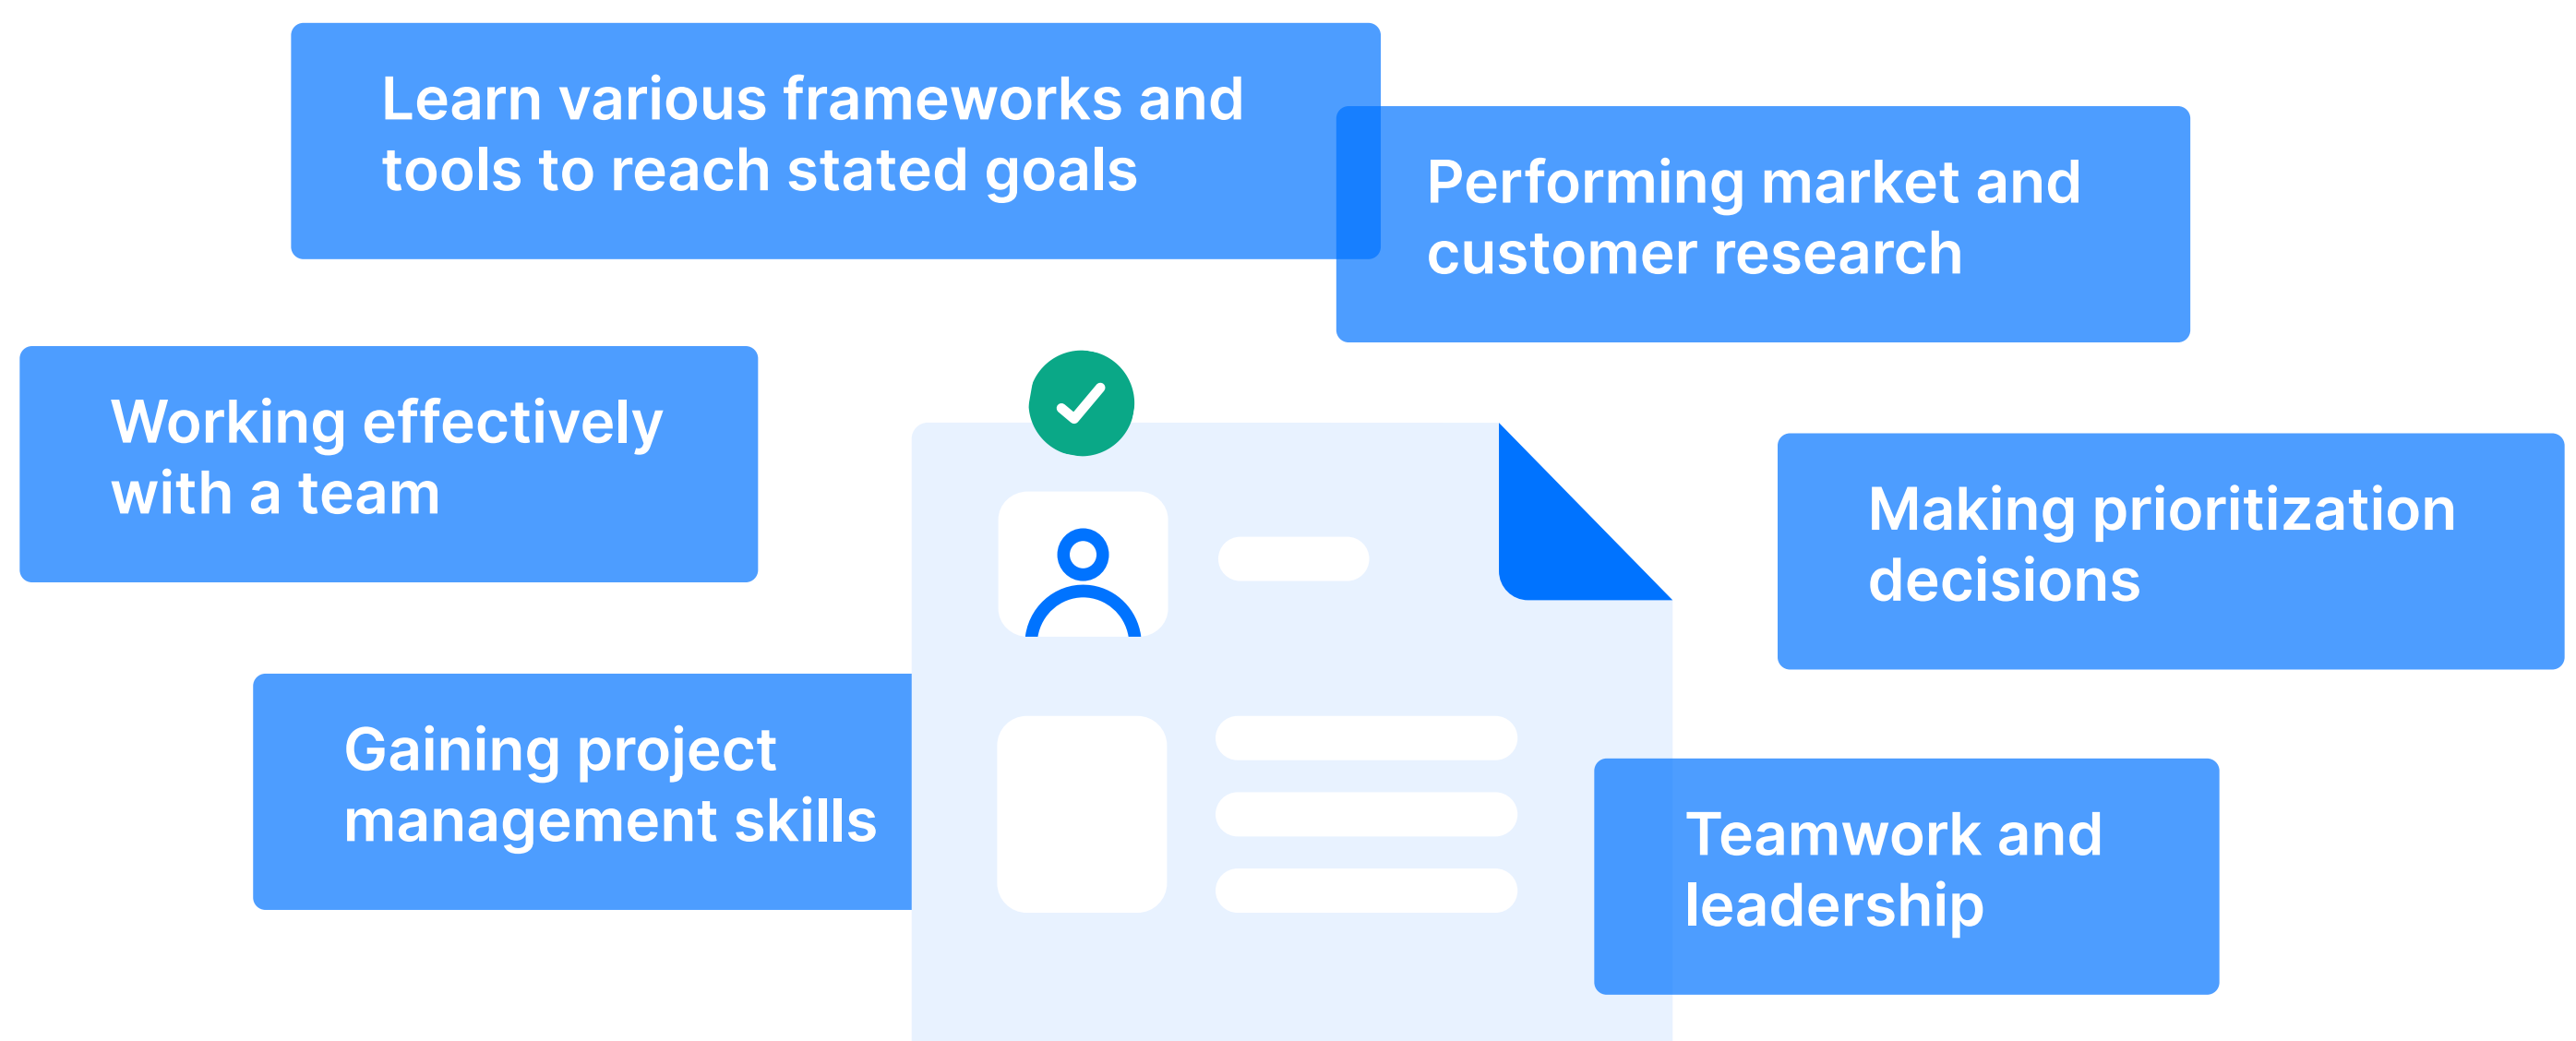 Learn various frameworks and
tools to reach stated goals
Performing market and
customer research
Working effectively
with a team
Making prioritization
decisions
Gaining project
management skills
Teamwork and
leadership